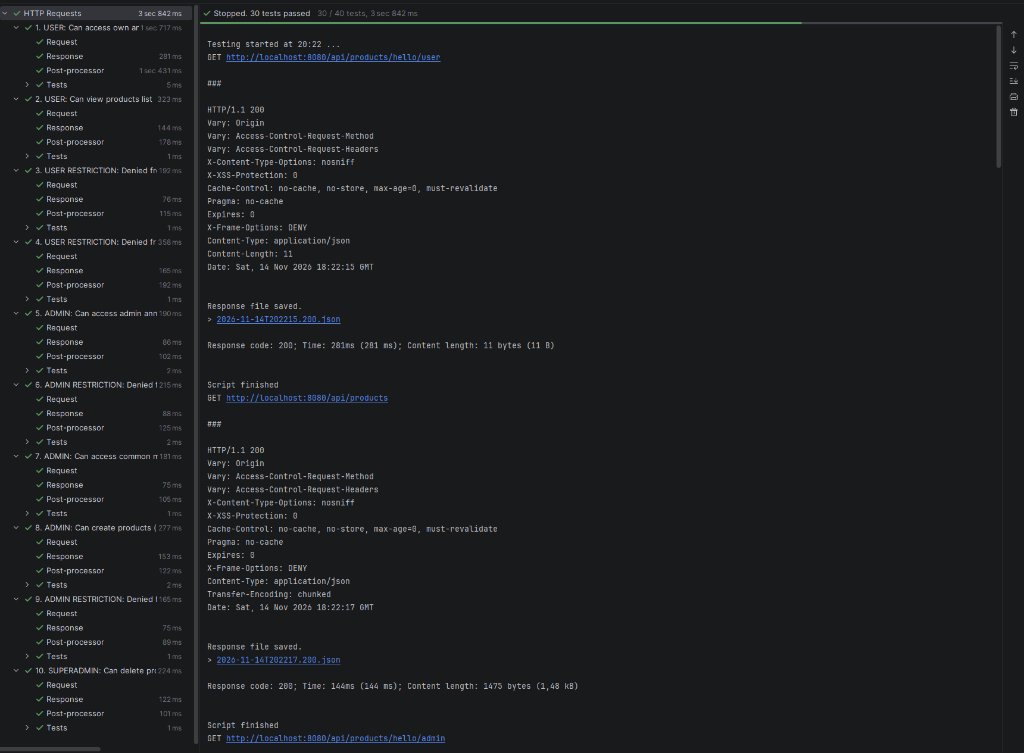 HTTP Requests 3 sec 842 ms
1. USER: Can access own ar 1 sec 717 ms
Request
Response 281 ms
Post-processor 1 sec 431 ms
Tests 5 ms
2. USER: Can view products list 323 ms
Request
Response 144 ms
Post-processor 178 ms
Tests 1 ms
3. USER RESTRICTION: Denied fr 192 ms
Request
Response 76 ms
Post-processor 115 ms
Tests 1 ms
4. USER RESTRICTION: Denied fr 358 ms
Request
Response 165 ms
Post-processor 192 ms
Tests 1 ms
5. ADMIN: Can access admin ann 190 ms
Request
Response 86 ms
Post-processor 102 ms
Tests 2 ms
6. ADMIN RESTRICTION: Denied 215 ms
Request
Response 88 ms
Post-processor 125 ms
Tests 2 ms
7. ADMIN: Can access common 181 ms
Request
Response 75 ms
Post-processor 105 ms
Tests 1 ms
8. ADMIN: Can create products ( 277 ms
Request
Response 153 ms
Post-processor 122 ms
Tests 2 ms
9. ADMIN RESTRICTION: Denied 165 ms
Request
Response 75 ms
Post-processor 89 ms
Tests 1 ms
10. SUPERADMIN: Can delete pr 224 ms
Request
Response 122 ms
Post-processor 101 ms
Tests 1 ms
Stopped. 30 tests passed 30 / 40 tests, 3 sec 842 ms
Testing started at 20:22 ...
GET http://localhost:8080/api/products/hello/user
###
HTTP/1.1 200
Vary: Origin
Vary: Access-Control-Request-Method
Vary: Access-Control-Request-Headers
X-Content-Type-Options: nosniff
X-XSS-Protection: 0
Cache-Control: no-cache, no-store, max-age=0, must-revalidate
Pragma: no-cache
Expires: 0
X-Frame-Options: DENY
Content-Type: application/json
Content-Length: 11
Date: Sat, 14 Nov 2026 18:22:15 GMT
Response file saved.
> 2026-11-14T202215.200.json
Response code: 200; Time: 281ms (281 ms); Content length: 11 bytes (11 B)
Script finished
GET http://localhost:8080/api/products
###
HTTP/1.1 200
Vary: Origin
Vary: Access-Control-Request-Method
Vary: Access-Control-Request-Headers
X-Content-Type-Options: nosniff
X-XSS-Protection: 0
Cache-Control: no-cache, no-store, max-age=0, must-revalidate
Pragma: no-cache
Expires: 0
X-Frame-Options: DENY
Content-Type: application/json
Transfer-Encoding: chunked
Date: Sat, 14 Nov 2026 18:22:17 GMT
Response file saved.
> 2026-11-14T202217.200.json
Response code: 200; Time: 144ms (144 ms); Content length: 1475 bytes (1,48 kB)
Script finished
GET http://localhost:8080/api/products/hello/admin